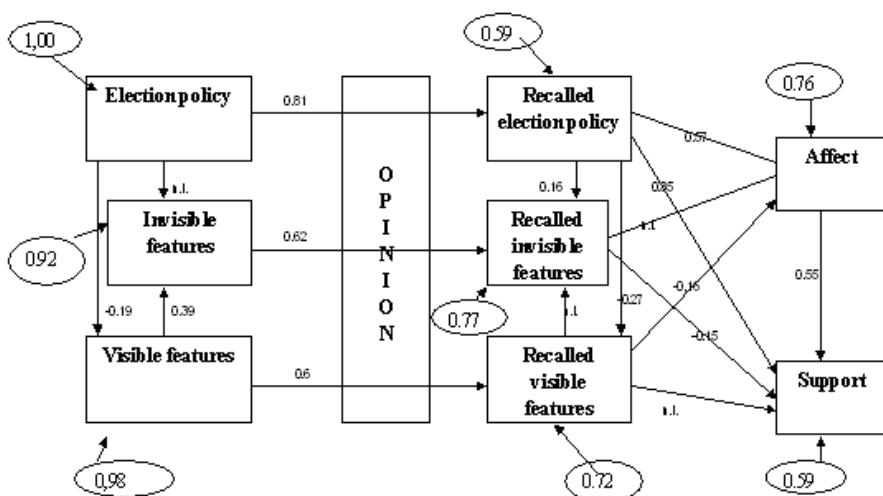 1,00
0.59
0.76
Election policy
0.81
Recalled
election policy
0.57
Affect
n.i.
0.16
O
P
I
N
I
O
N
Invisible
features
0.62
Recalled
invisible
features
n.i.
0.92
0.55
-0.19
0.39
0.77
n.i.
-0.27
-0.16
-0.15
Visible features
0.6
Recalled
visible
features
n.i.
Support
0,98
0.72
0.59